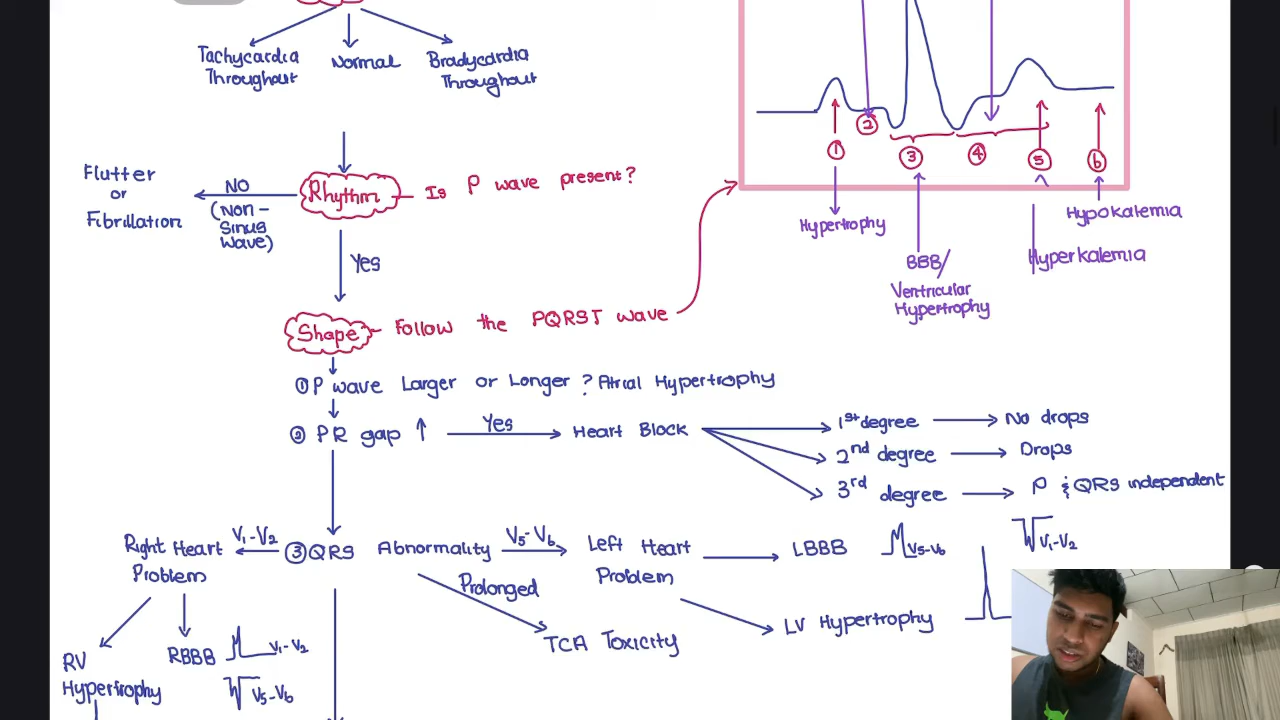 Tachycardia Throughout
Normal
Bradycardia Throughout
Flutter
or
Fibrillation
NO
(Non-
Sinus
Wave)
Rhythm
Is P wave present?
Yes
Shape
Follow the PQRST wave
① P wave Larger or Longer ? Atrial Hypertrophy
② PR gap ↑
Yes
Heart Block
1st degree
No drops
2nd degree
Drops
3rd degree
P & QRS independent
③ QRS Abnormality
V1-V2
Right Heart
Problem
V5-V6
Left Heart
Problem
Prolonged
TCA Toxicity
LBBB
V5-V6
V1-V2
LV Hypertrophy
RV
Hypertrophy
RBBB
V1-V2
V5-V6
①
②
③
④
⑤
⑥
Hypertrophy
BBB/
Ventricular
Hypertrophy
Hyperkalemia
Hypokalemia